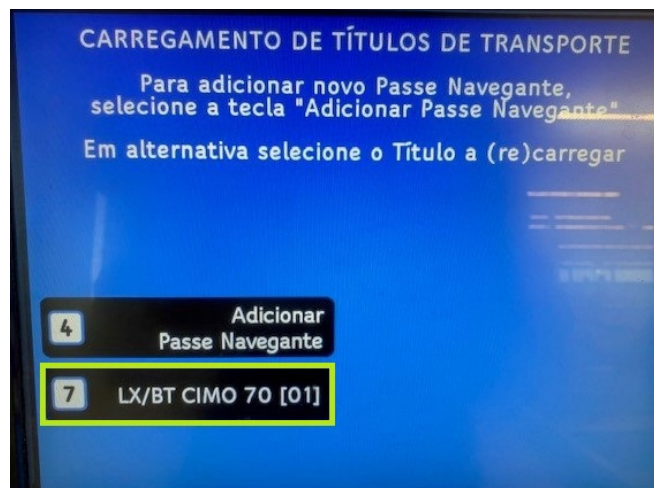 CARREGAMENTO DE TÍTULOS DE TRANSPORTE
Para adicionar novo Passe Navegante,
selecione a tecla "Adicionar Passe Navegante"
Em alternativa selecione o Título a (re)carregar
4
Adicionar
Passe Navegante
7 LX/BT CIMO 70 [01]